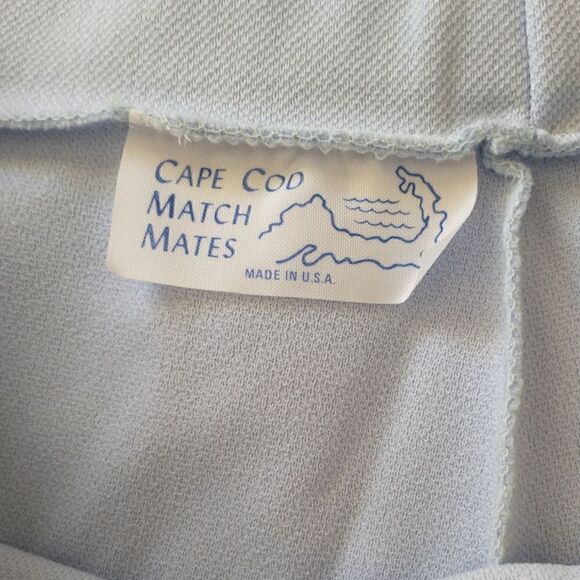 CAPE COD
MATCH
MATES
MADE IN U.S.A.